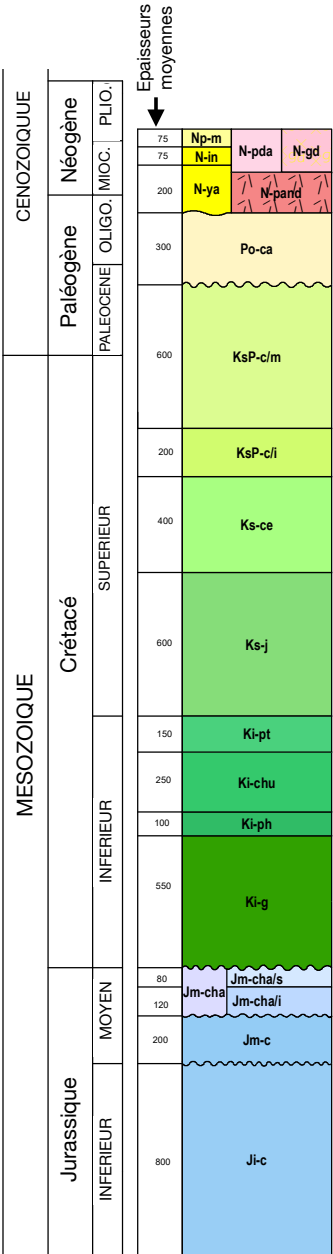 Epaisseurs
moyennes
CENOZOIQUUE
Néogène
PLIO.
MIOC.
Paléogène
OLIGO.
PALEOCENE
MESOZOIQUE
Crétacé
SUPERIEUR
INFERIEUR
Jurassique
MOYEN
INFERIEUR
75 Np-m
75 N-in
N-pda N-gd
200 N-ya N-pand
300 Po-ca
600 KsP-c/m
200 KsP-c/i
400 Ks-ce
600 Ks-j
150 Ki-pt
250 Ki-chu
100 Ki-ph
550 Ki-g
80 Jm-cha/s
Jm-cha
120 Jm-cha/i
200 Jm-c
800 Ji-c